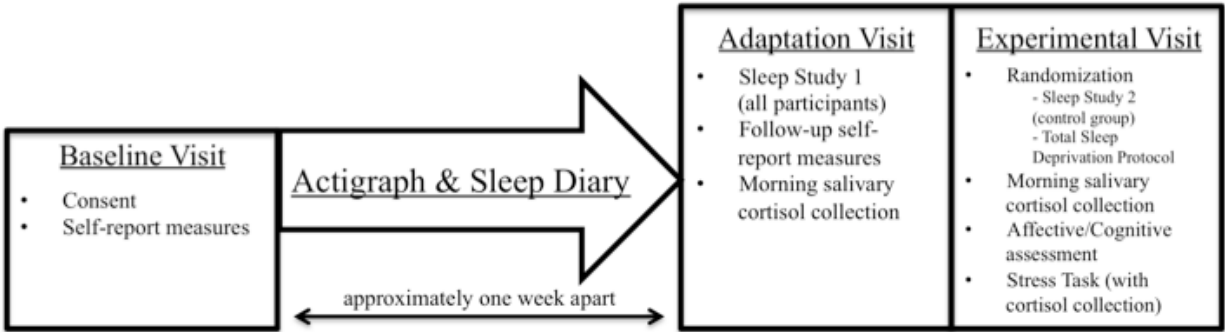 Baseline Visit
• Consent
• Self-report measures
Actigraph & Sleep Diary
approximately one week apart
Adaptation Visit
• Sleep Study 1
(all participants)
• Follow-up self-
report measures
• Morning salivary
cortisol collection
Experimental Visit
• Randomization
- Sleep Study 2
(control group)
- Total Sleep
Deprivation Protocol
• Morning salivary
cortisol collection
• Affective/Cognitive
assessment
• Stress Task (with
cortisol collection)